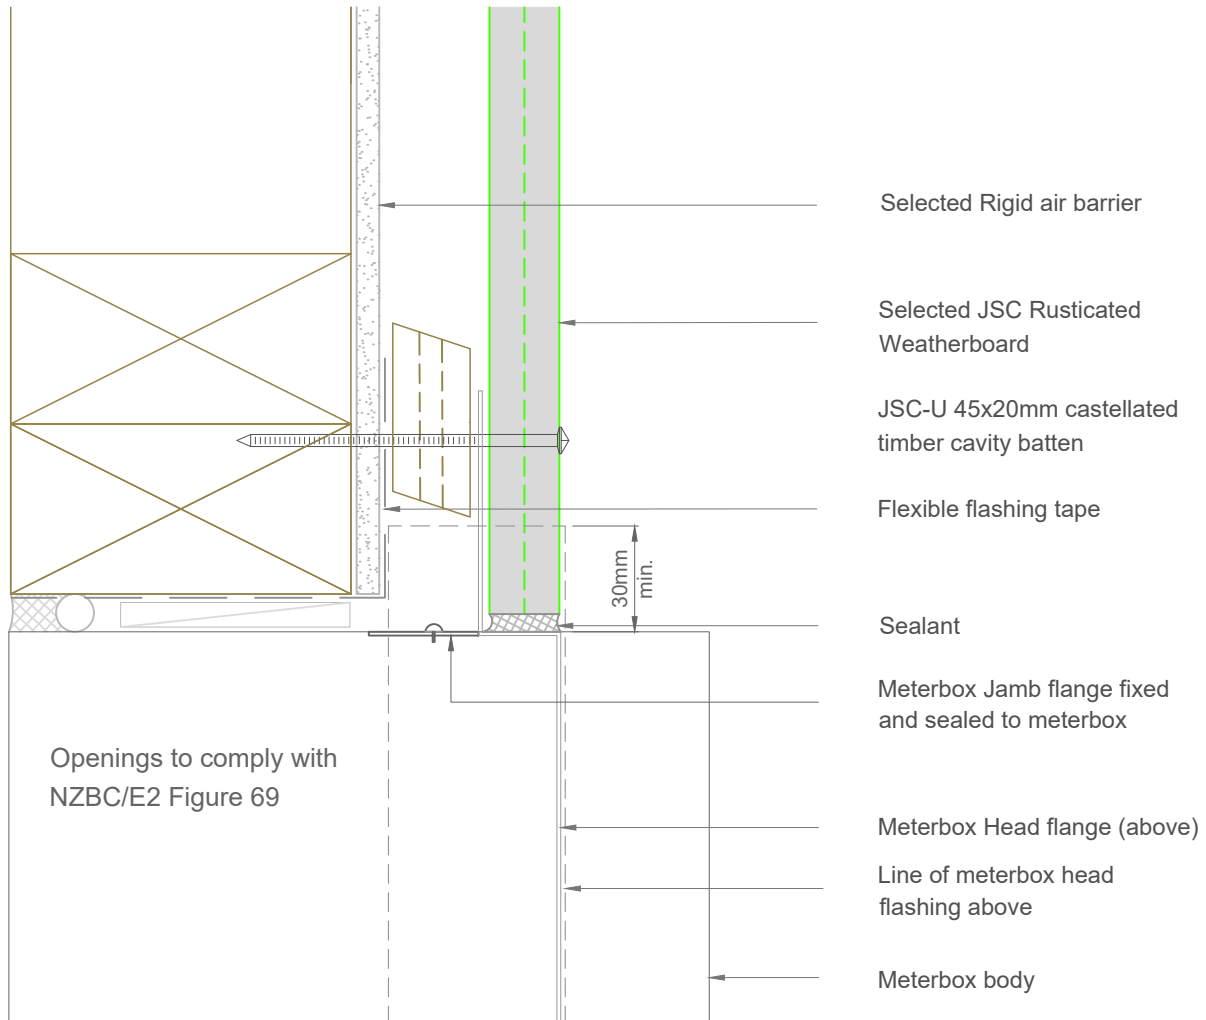 Selected Rigid air barrier
Selected JSC Rusticated
Weatherboard
JSC-U 45x20mm castellated
timber cavity batten
Flexible flashing tape
30mm
min.
Sealant
Meterbox Jamb flange fixed
and sealed to meterbox
Openings to comply with
NZBC/E2 Figure 69
Meterbox Head flange (above)
Line of meterbox head
flashing above
Meterbox body